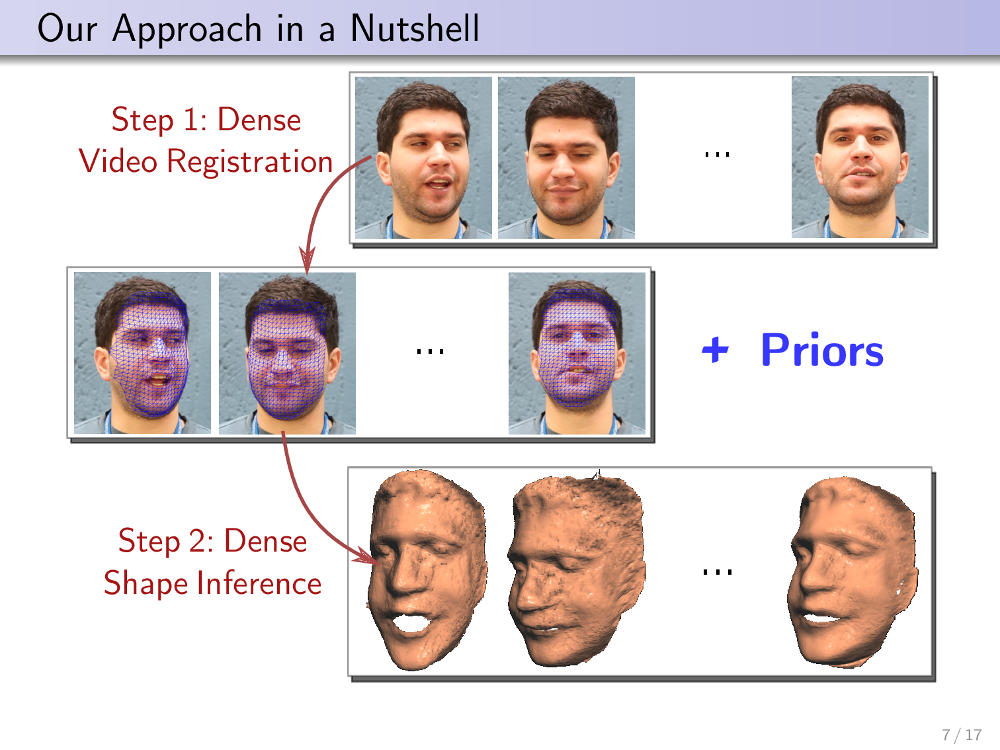 Our Approach in a Nutshell
Step 1: Dense
Video Registration
...
...
+ Priors
Step 2: Dense
Shape Inference
...
7 / 17